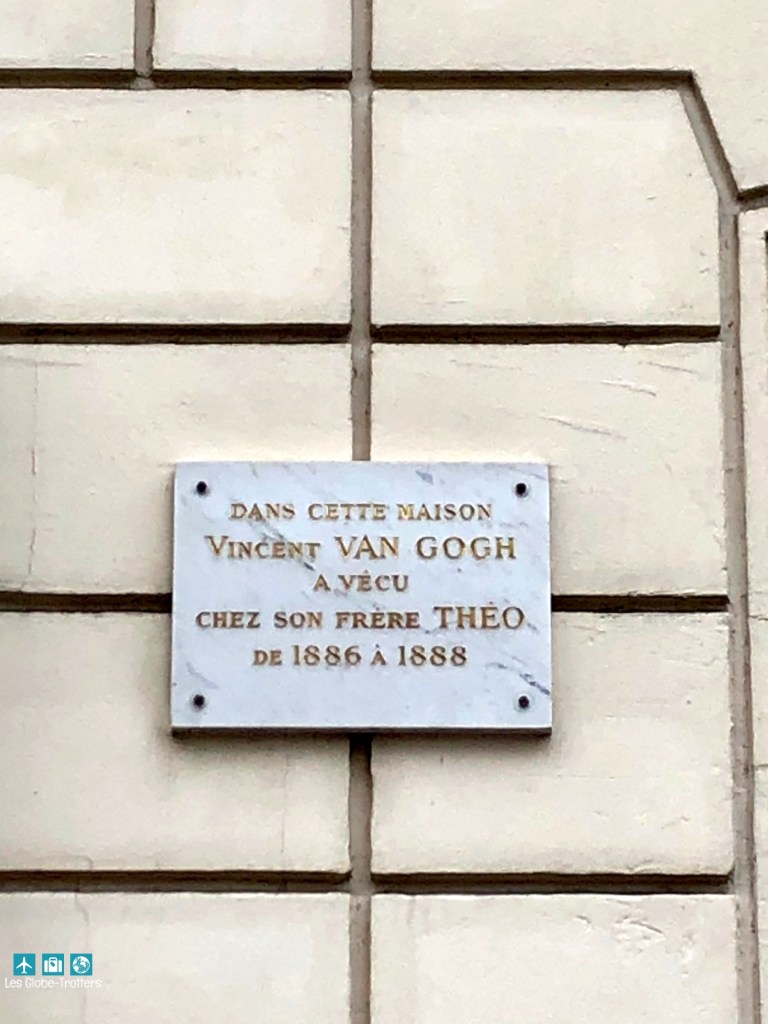 DANS CETTE MAISON
VINCENT VAN GOGH
A VÉCU
CHEZ SON FRÈRE THÉO
DE 1886 À 1888
Les Globe-Trotters